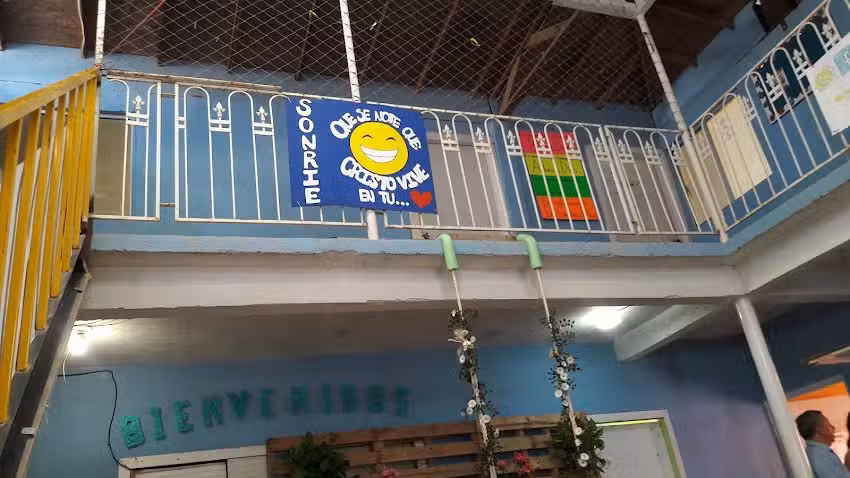 SONRIE
QUE SE NOTE QUE
CRISTO VIVE
EN TU...
BIENVENIDOS